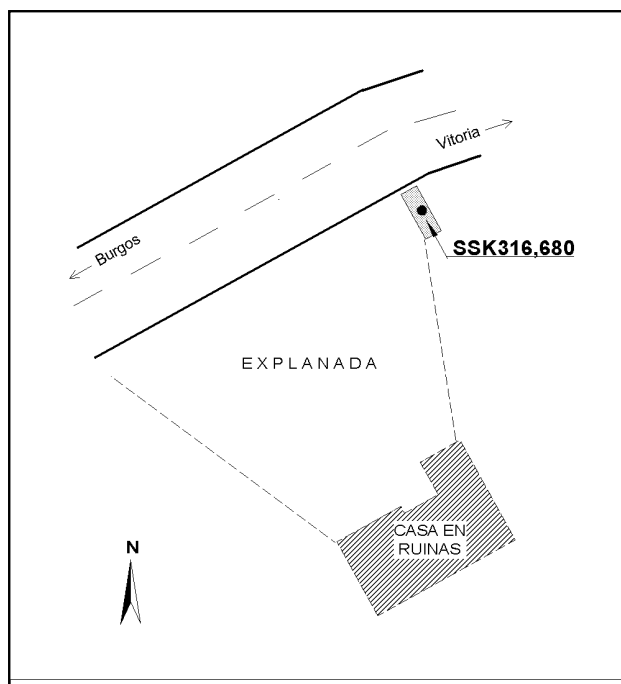 Vitoria
Burgos
SSK316,680
EXPLANADA
CASA EN
RUINAS
N